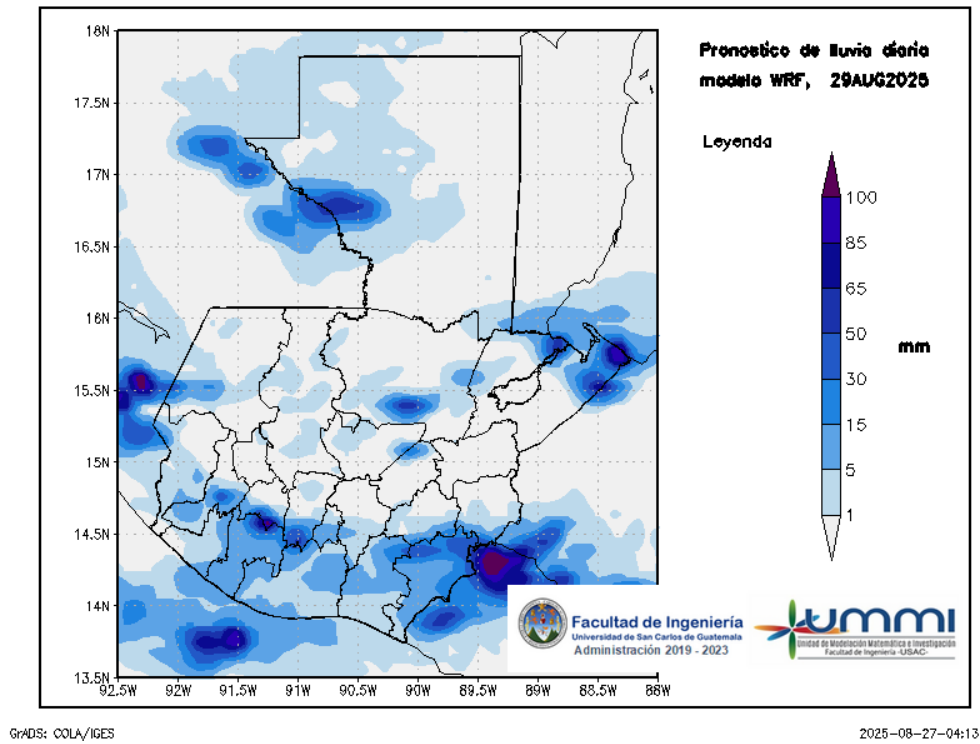 Pronostico de lluvia diaria
modelo WRF, 29AUG2025
Leyenda
100
85
65
50
30
15
5
1
mm
18N
17.5N
17N
16.5N
16N
15.5N
15N
14.5N
14N
13.5N
92.5W 92W 91.5W 91W 90.5W 90W 89.5W 89W 88.5W 88W
Facultad de Ingeniería
Universidad de San Carlos de Guatemala
Administración 2019 - 2023
ummi
Unidad de Modelación Matemática e Investigación
Facultad de Ingeniería -USAC-
GrADS: COLA/IGES
2025-08-27-04:13